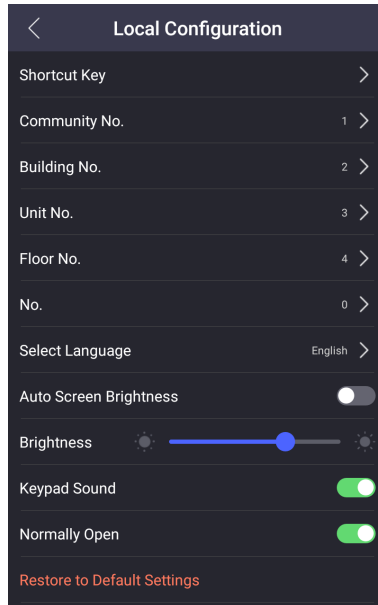 Local Configuration
Shortcut Key
Community No. 1
Building No. 2
Unit No. 3
Floor No. 4
No. 0
Select Language English
Auto Screen Brightness
Brightness
Keypad Sound
Normally Open
Restore to Default Settings